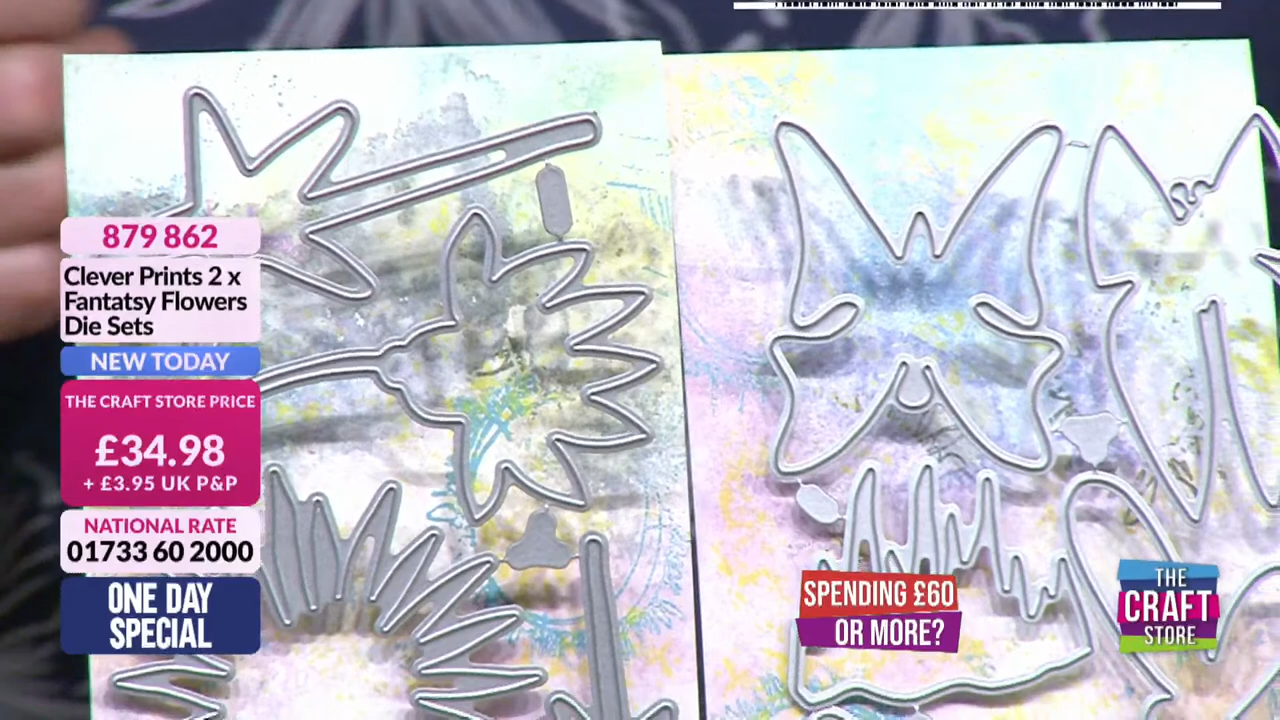 879 862
Clever Prints 2 x
Fantatsy Flowers
Die Sets
NEW TODAY
THE CRAFT STORE PRICE
£34.98
+ £3.95 UK P&P
NATIONAL RATE
01733 60 2000
ONE DAY
SPECIAL
SPENDING £60
OR MORE?
THE
CRAFT
STORE